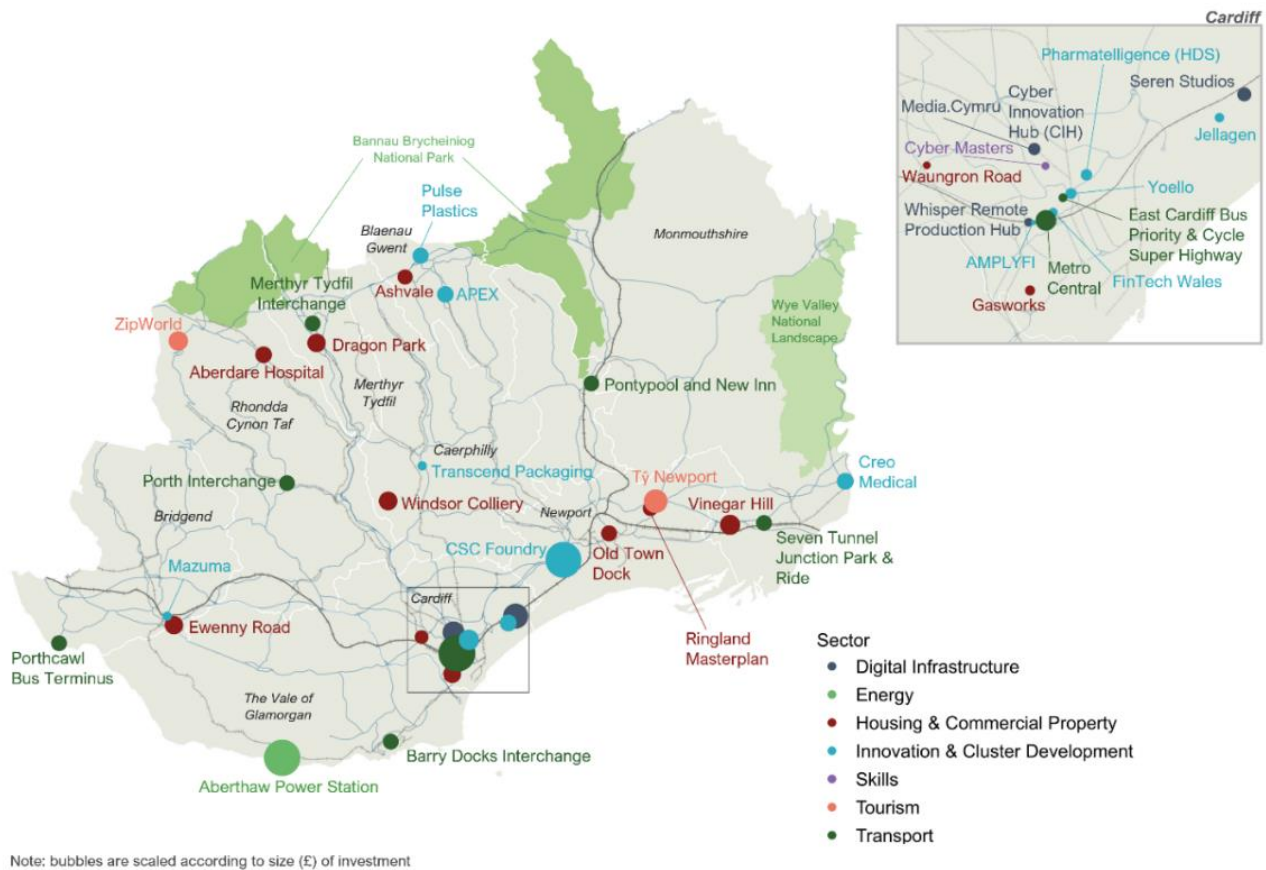 Cardiff
Pharmatelligence (HDS)
Seren Studios
Cyber
Innovation
Hub (CIH)
Media.Cymru
Jellagen
Cyber Masters
Waungron Road
Yoello
Whisper Remote
Production Hub
East Cardiff Bus
Priority & Cycle
Super Highway
AMPLYFI
Metro
Central
FinTech Wales
Gasworks
Bannau Brycheiniog
National Park
Pulse
Plastics
Blaenau
Gwent
Monmouthshire
Merthyr Tydfil
Interchange
Ashvale
APEX
Wye Valley
National
Landscape
ZipWorld
Dragon Park
Aberdare Hospital
Merthyr
Tydfil
Pontypool and New Inn
Rhondda
Cynon Taf
Caerphilly
Transcend Packaging
Creo
Medical
Porth Interchange
Tŷ Newport
Windsor Colliery
Vinegar Hill
Bridgend
Newport
Seven Tunnel
Junction Park &
Ride
CSC Foundry
Old Town
Dock
Mazuma
Cardiff
Ewenny Road
Ringland
Masterplan
Porthcawl
Bus Terminus
The Vale of
Glamorgan
Barry Docks Interchange
Aberthaw Power Station
Sector
Digital Infrastructure
Energy
Housing & Commercial Property
Innovation & Cluster Development
Skills
Tourism
Transport
Note: bubbles are scaled according to size (£) of investment